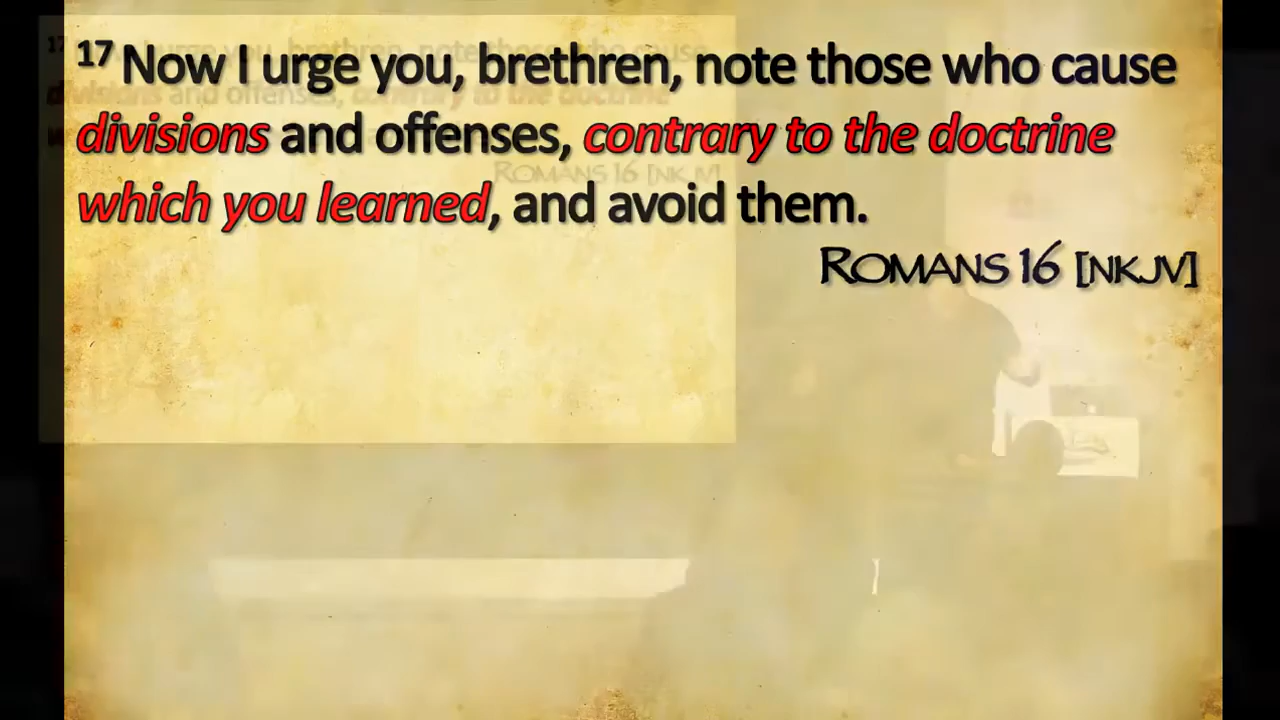 17 Now I urge you, brethren, note those who cause
divisions and offenses, contrary to the doctrine
which you learned, and avoid them.
ROMANS 16 [NKJV]